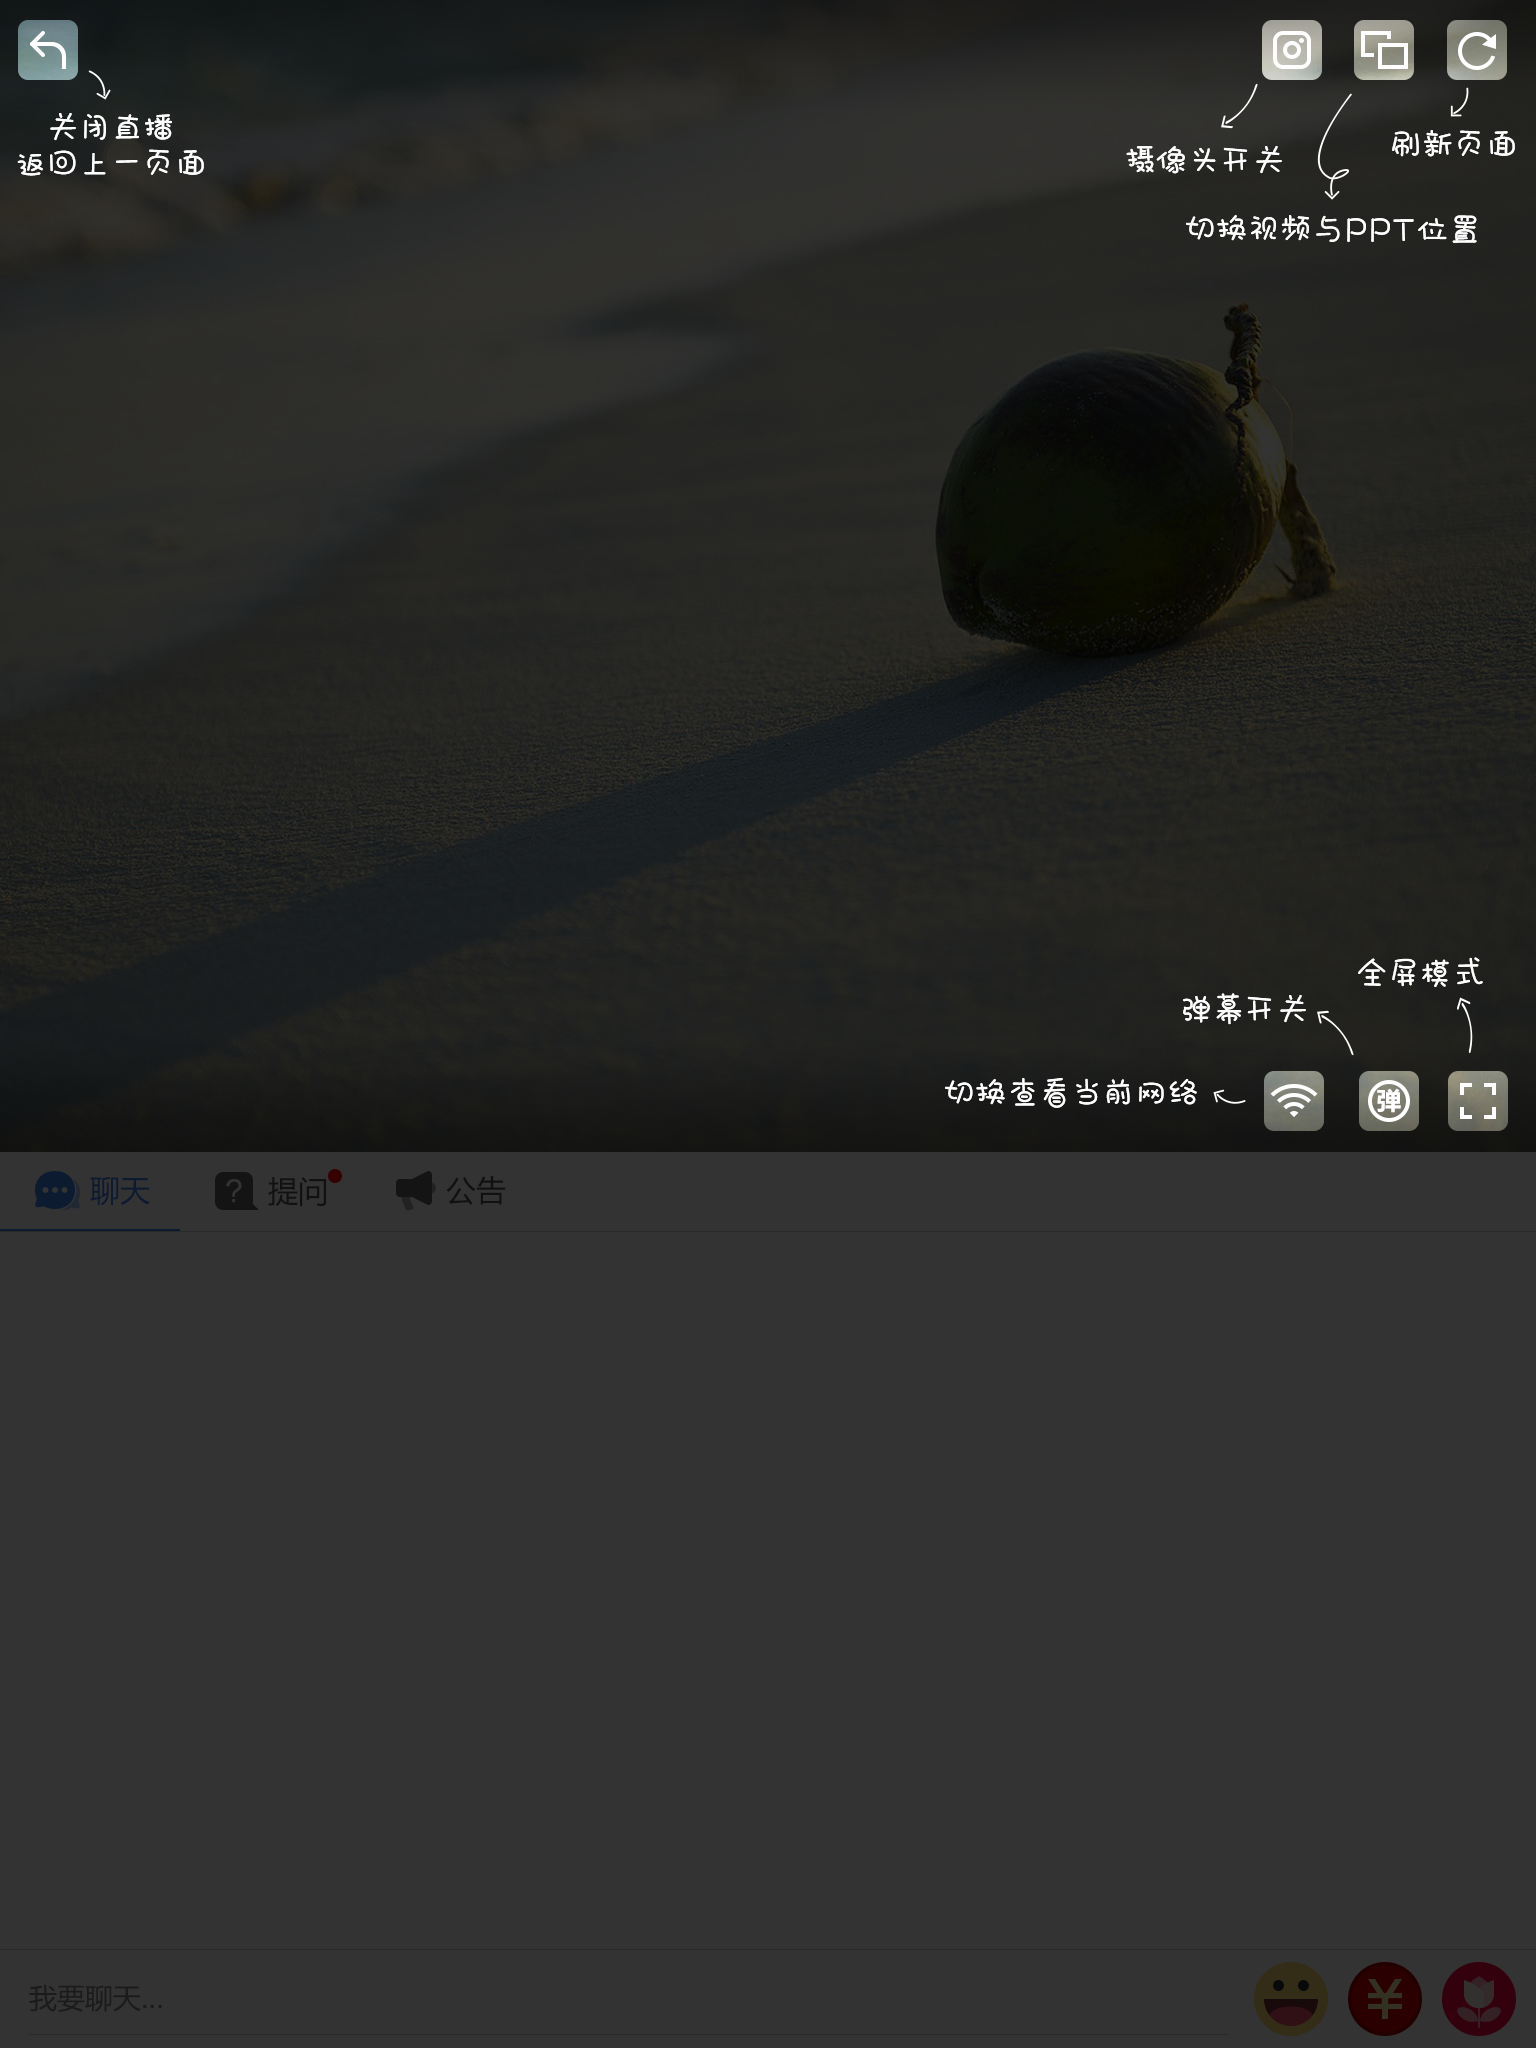 关闭直播
返回上一页面
摄像头开关
刷新页面
切换视频与PPT位置
全屏模式
弹幕开关
切换查看当前网络
弹
聊天
提问
公告
我要聊天...